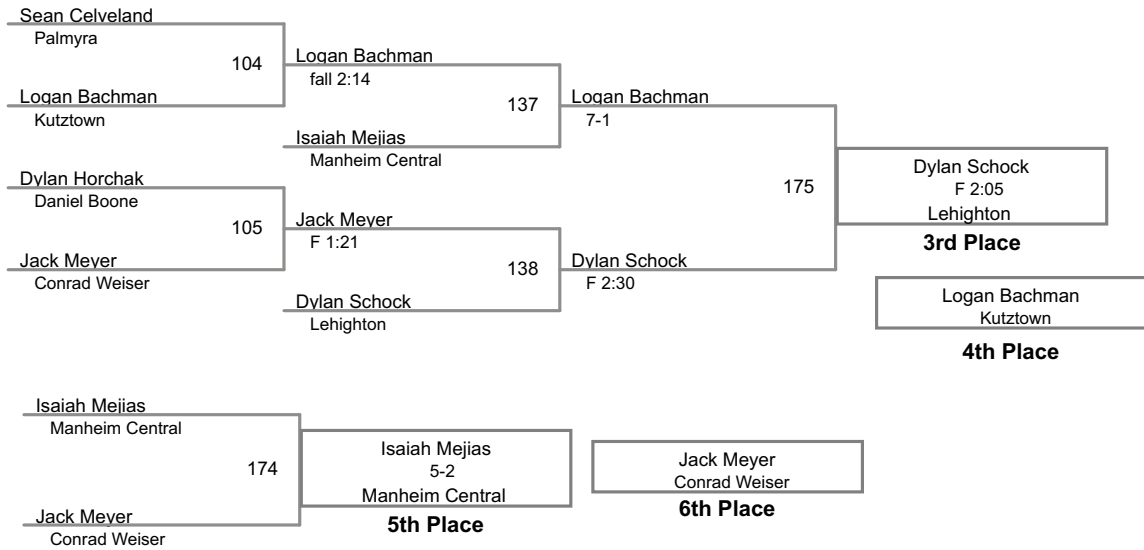 Sean Celveland
Palmyra
104
Logan Bachman
fall 2:14
Logan Bachman
Kutztown
137
Logan Bachman
7-1
Isaiah Mejias
Manheim Central
Dylan Horchak
Daniel Boone
105
Jack Meyer
F 1:21
Jack Meyer
Conrad Weiser
138
Dylan Schock
F 2:30
Dylan Schock
Lehighton
175
Dylan Schock
F 2:05
Lehighton
3rd Place
Logan Bachman
Kutztown
4th Place
Isaiah Mejias
Manheim Central
174
Jack Meyer
Conrad Weiser
Isaiah Mejias
5-2
Manheim Central
5th Place
Jack Meyer
Conrad Weiser
6th Place